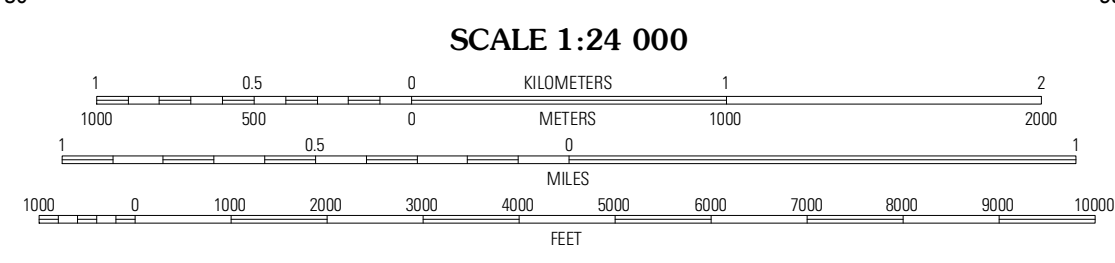 SCALE 1:24 000
1 0.5 0 KILOMETERS 1 2
1000 500 0 METERS 1000 2000
1 0.5 0 1
MILES
1000 0 1000 2000 3000 4000 5000 6000 7000 8000 9000 10000
FEET